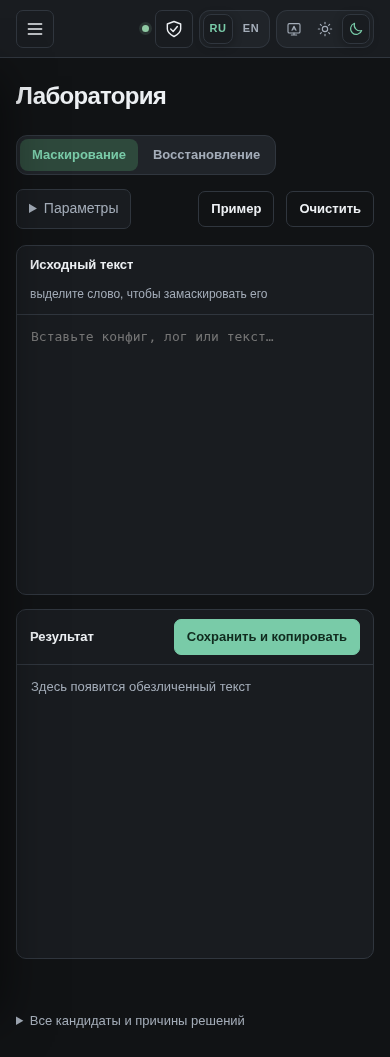 RU EN
Лаборатория
Маскирование Восстановление
Параметры Пример Очистить
Исходный текст
выделите слово, чтобы замаскировать его
Вставьте конфиг, лог или текст…
Результат Сохранить и копировать
Здесь появится обезличенный текст
Все кандидаты и причины решений